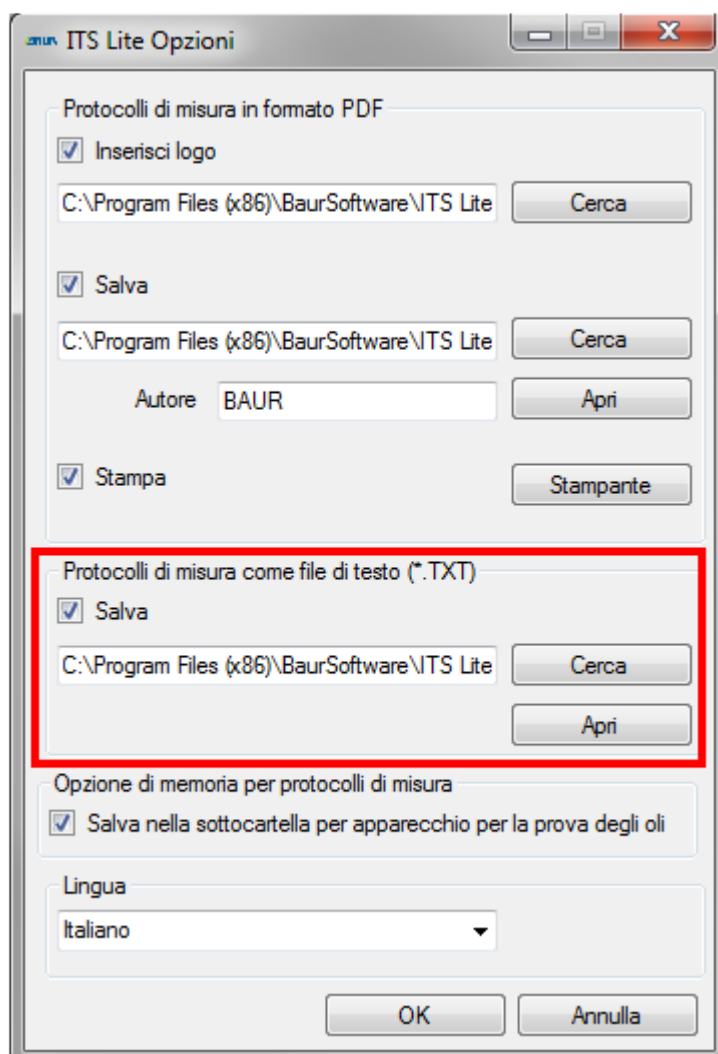 BAUR ITS Lite Opzioni
Protocolli di misura in formato PDF
Inserisci logo
C:\Program Files (x86)\BaurSoftware\ITS Lite Cerca
Salva
C:\Program Files (x86)\BaurSoftware\ITS Lite Cerca
Autore BAUR Apri
Stampa Stampante
Protocolli di misura come file di testo (*.TXT)
Salva
C:\Program Files (x86)\BaurSoftware\ITS Lite Cerca
Apri
Opzione di memoria per protocolli di misura
Salva nella sottocartella per apparecchio per la prova degli oli
Lingua
Italiano
OK Annulla